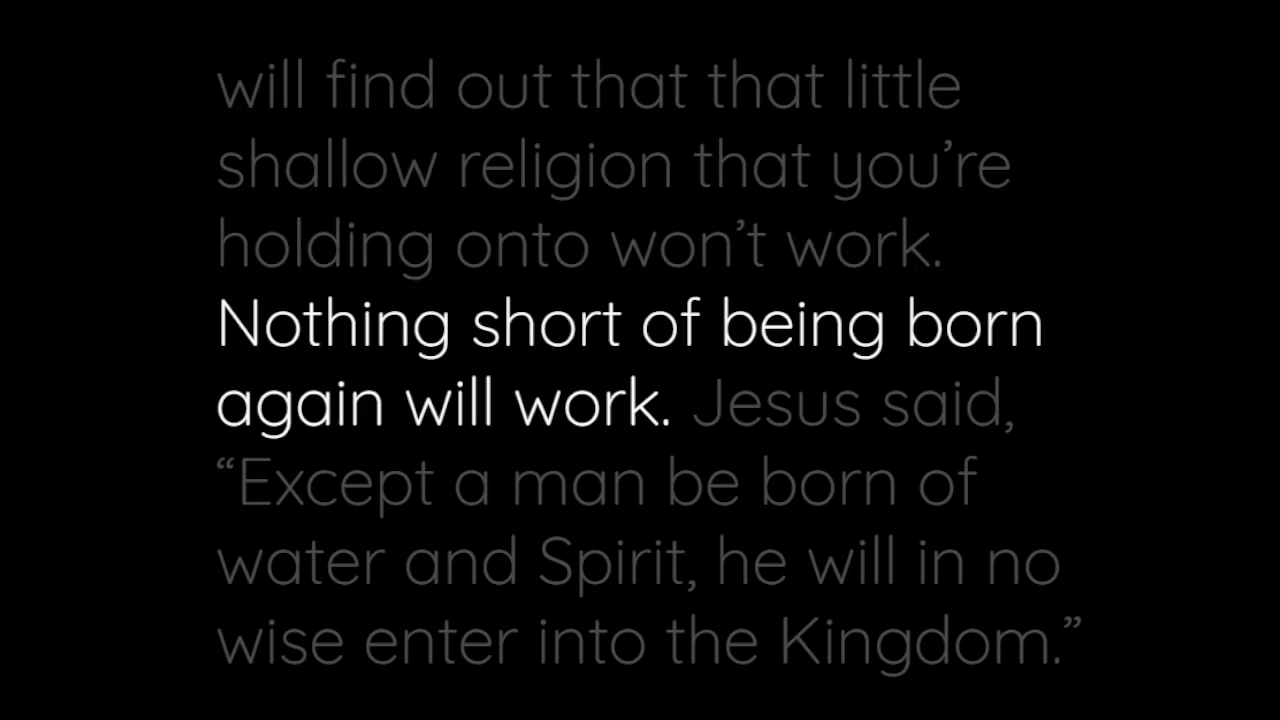 will find out that that little
shallow religion that you’re
holding onto won’t work.
Nothing short of being born
again will work. Jesus said,
“Except a man be born of
water and Spirit, he will in no
wise enter into the Kingdom.”